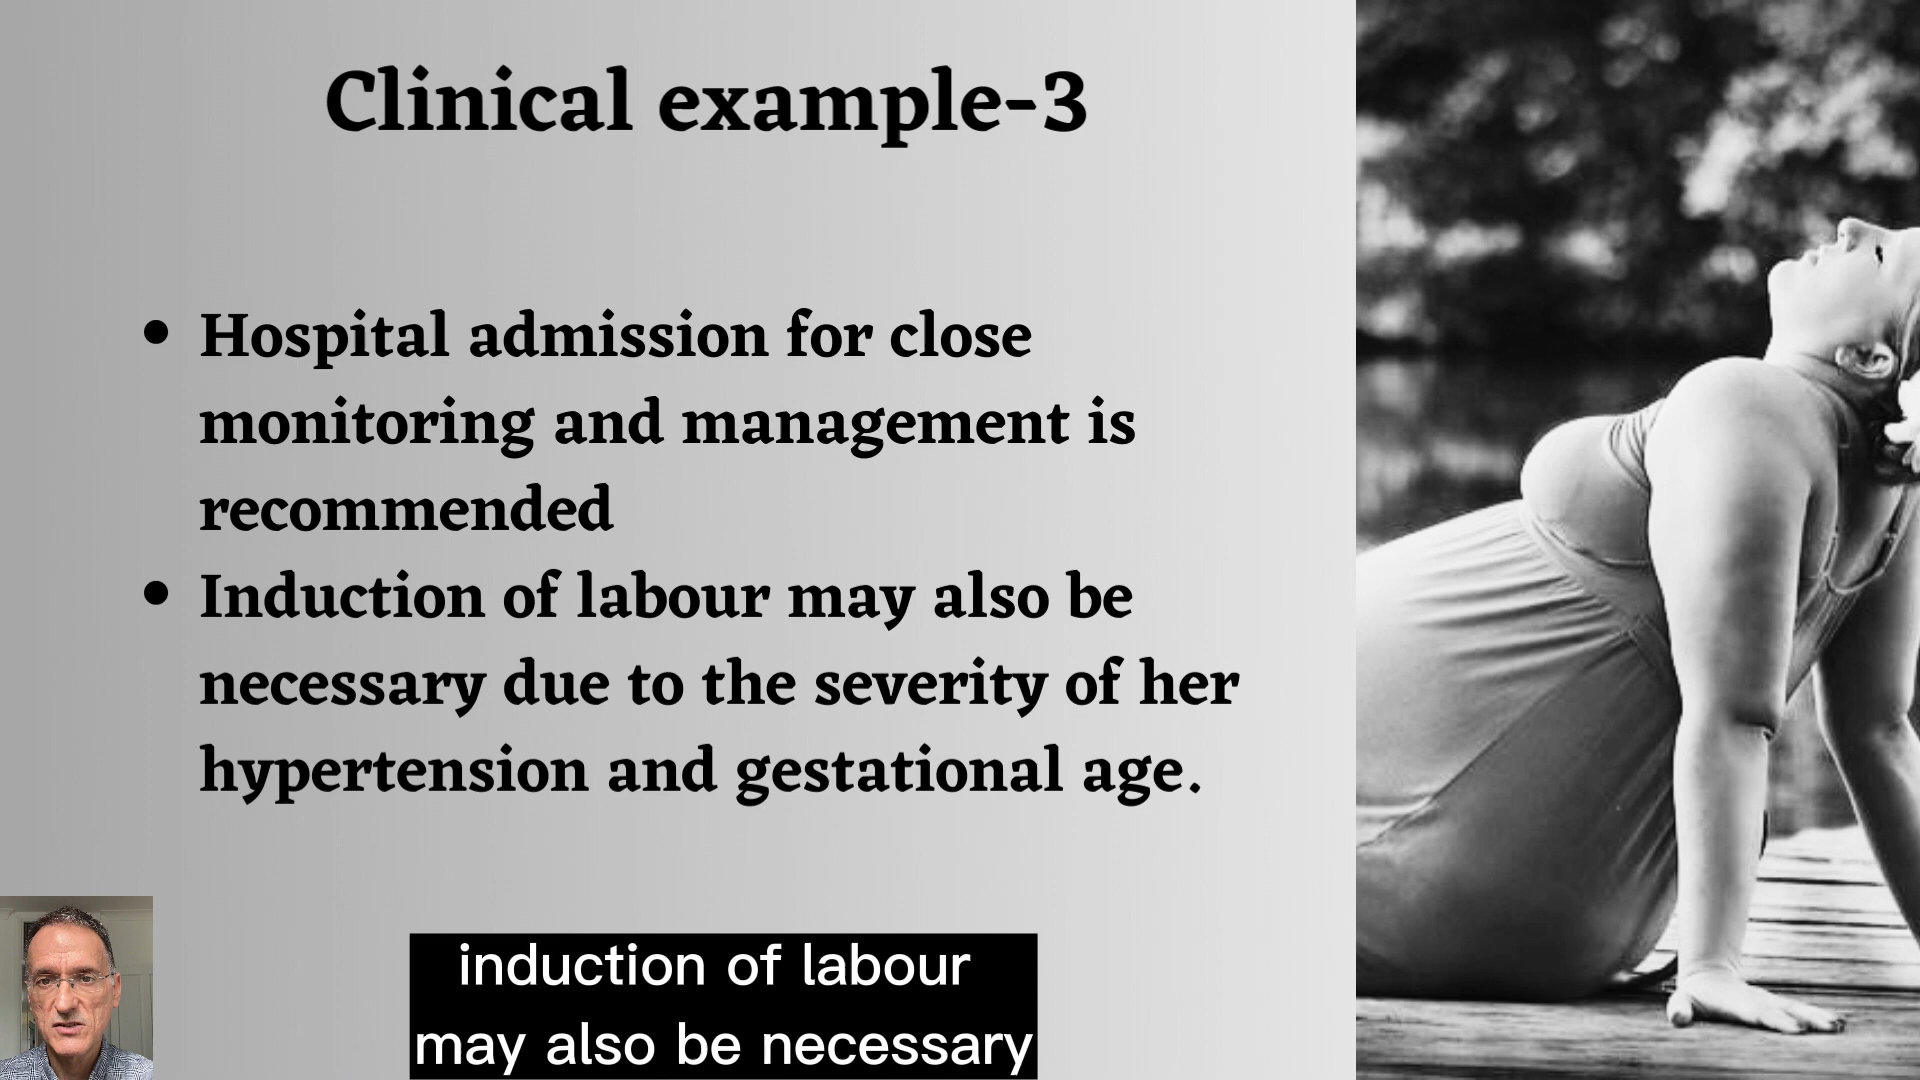 Clinical example-3
• Hospital admission for close
monitoring and management is
recommended
• Induction of labour may also be
necessary due to the severity of her
hypertension and gestational age.
induction of labour
may also be necessary